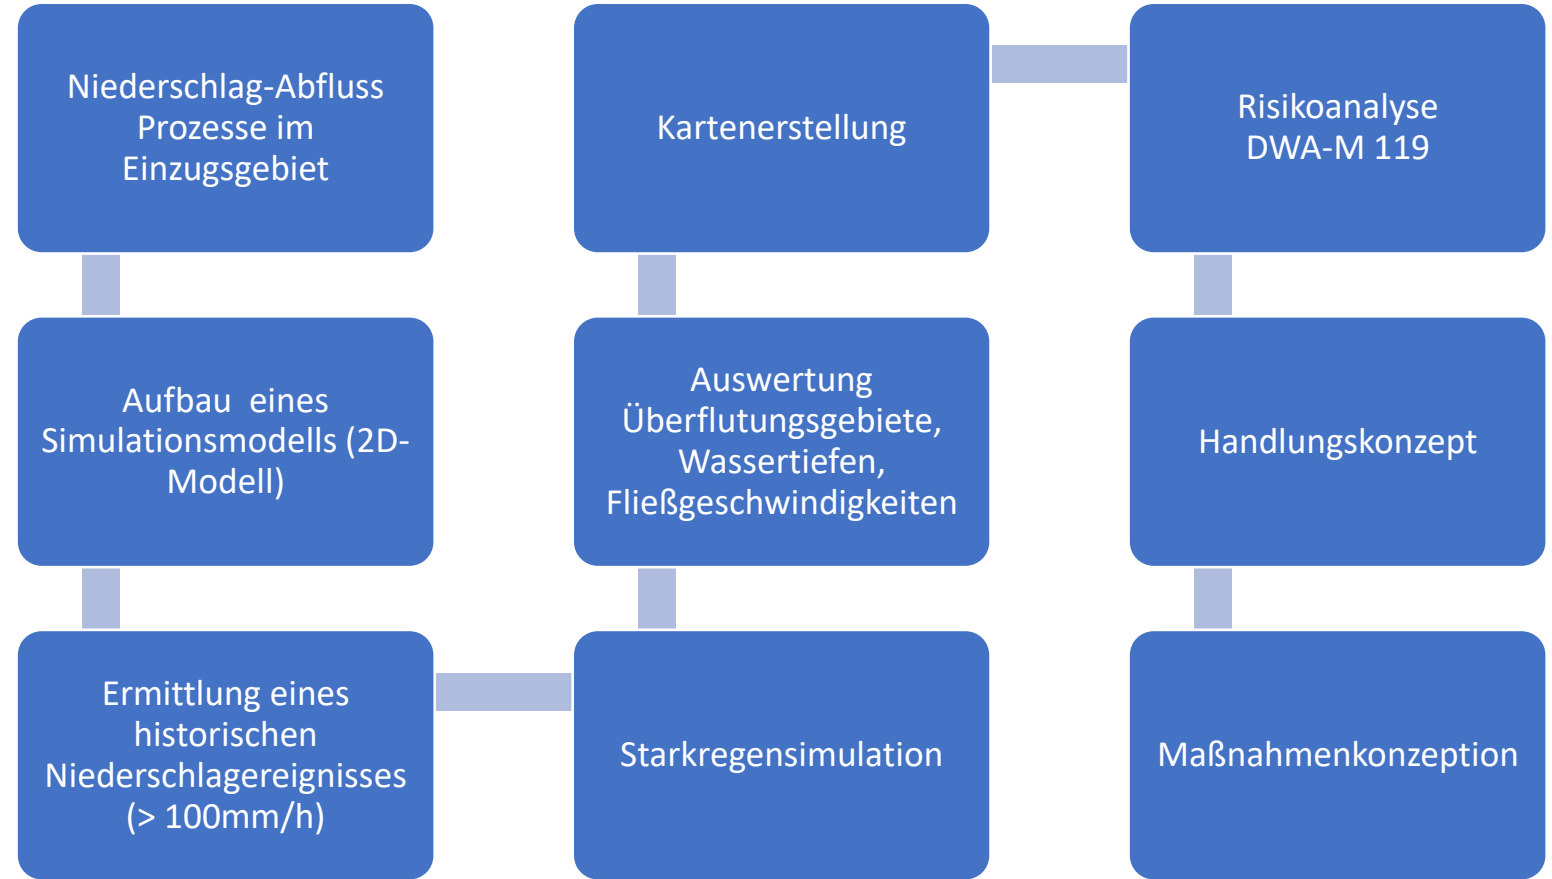 Niederschlag-Abfluss
Prozesse im
Einzugsgebiet
Aufbau  eines
Simulationsmodells (2D-
Modell)
Ermittlung eines
historischen
Niederschlagereignisses
(> 100mm/h)
Starkregensimulation
Auswertung
Überflutungsgebiete,
Wassertiefen,
Fließgeschwindigkeiten
Kartenerstellung
Risikoanalyse
DWA-M 119
Handlungskonzept
Maßnahmenkonzeption